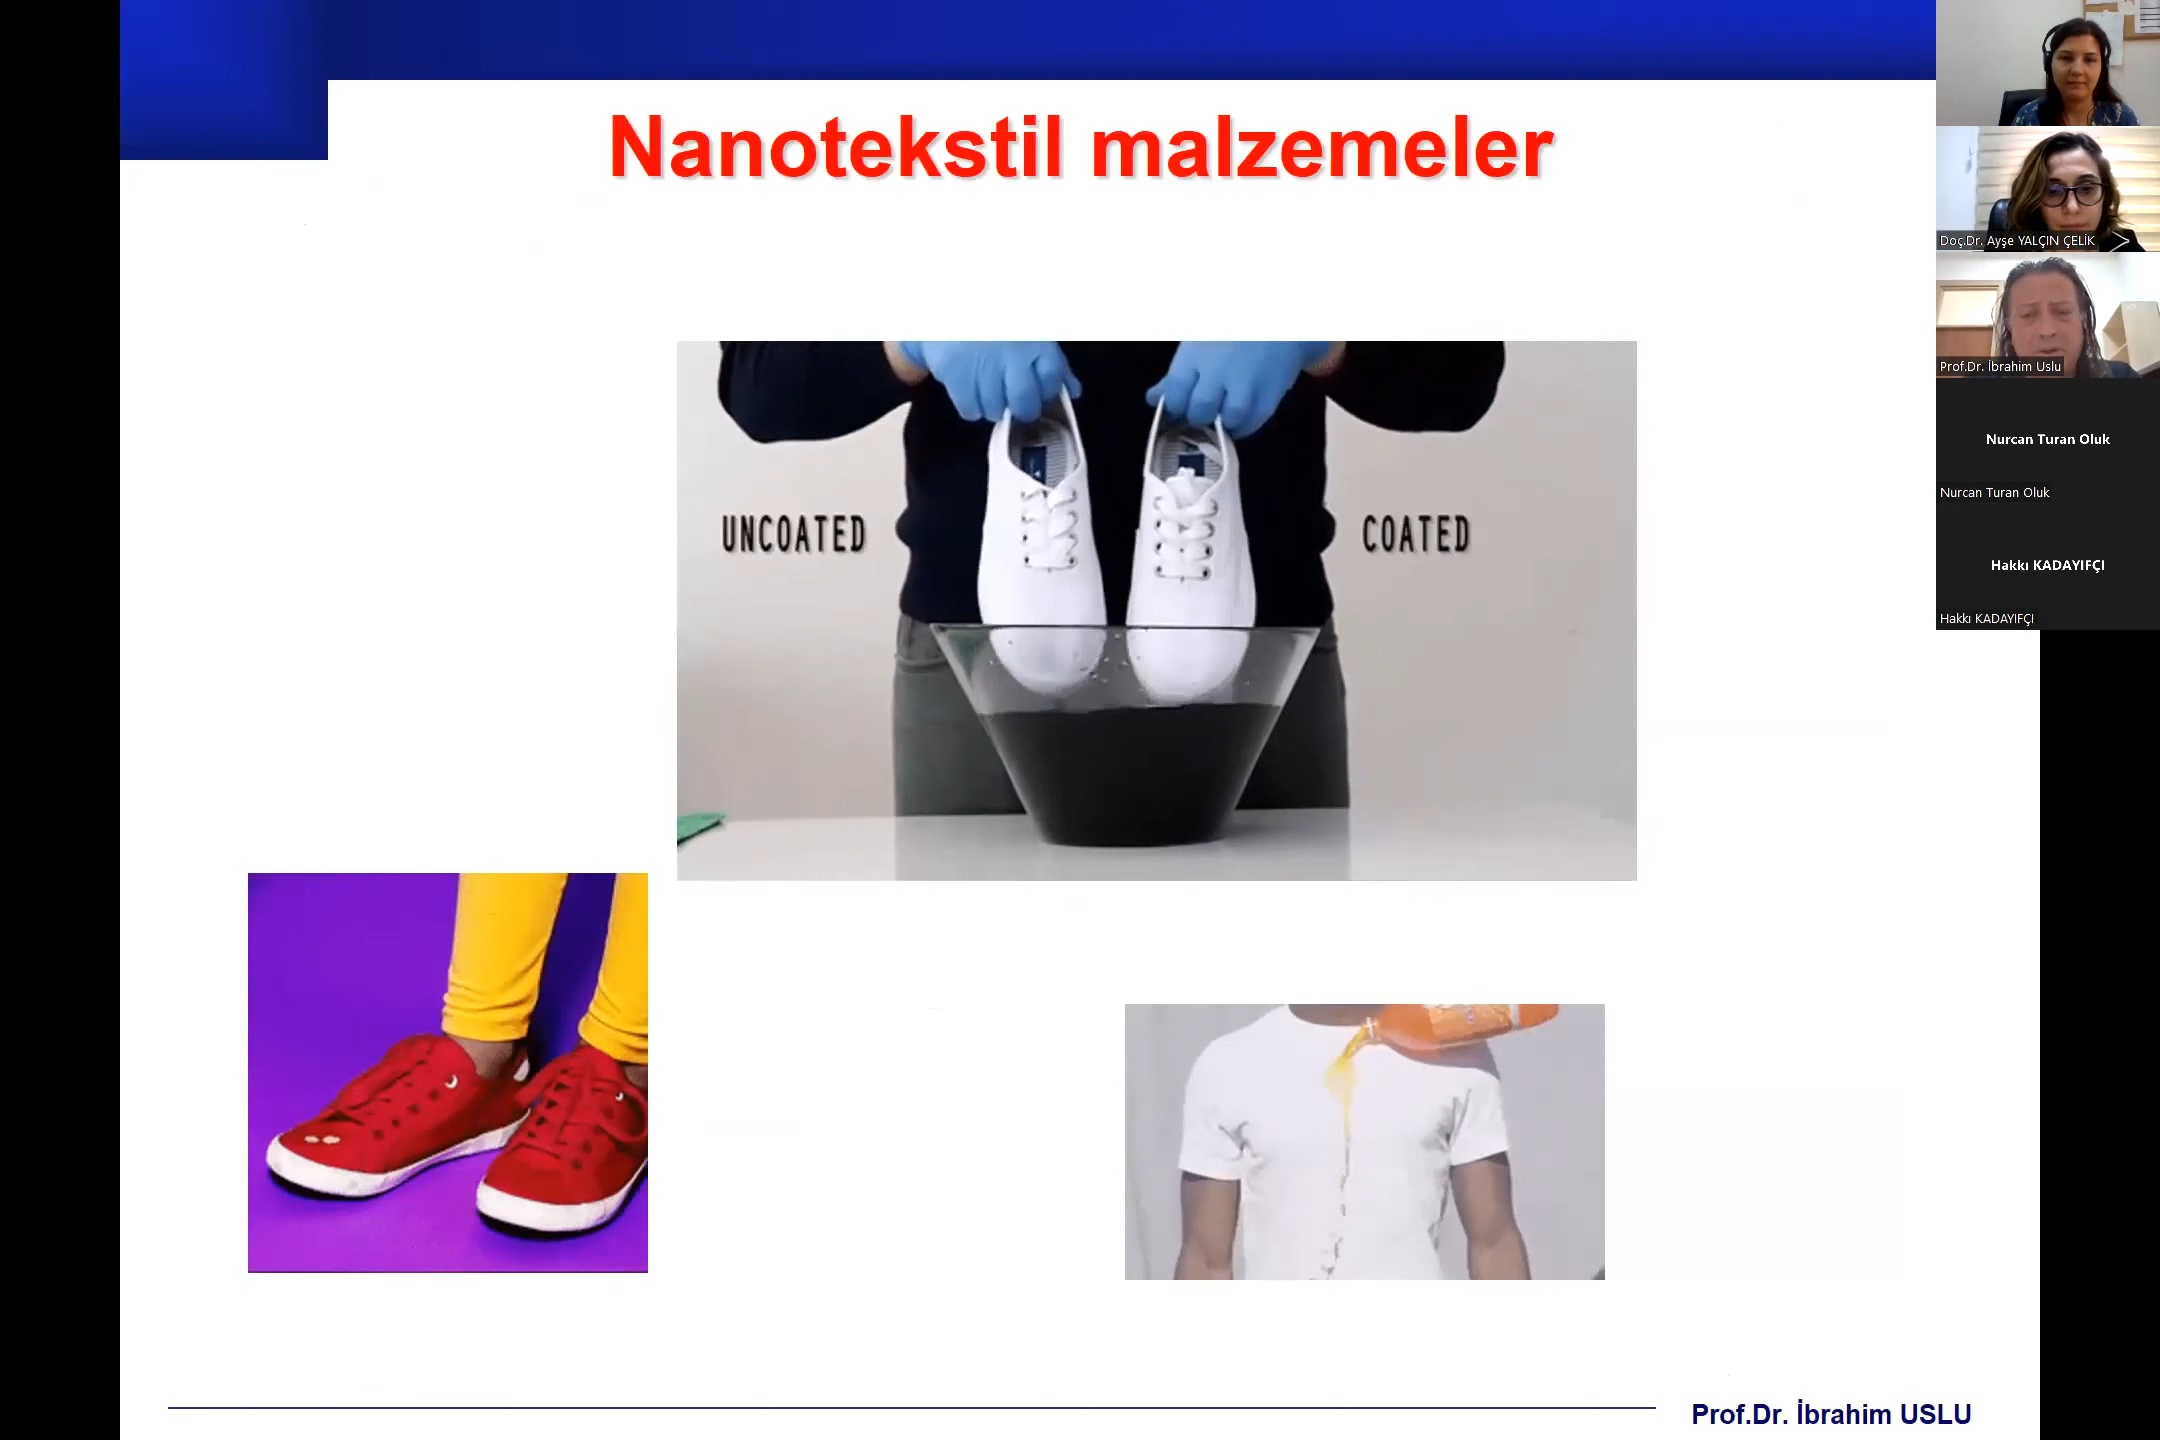 Nanotekstil malzemeler
UNCOATED
COATED
Prof.Dr. İbrahim USLU
Doç.Dr. Ayşe YALÇIN ÇELİK
Prof.Dr. İbrahim Uslu
Nurcan Turan Oluk
Nurcan Turan Oluk
Hakkı KADAYIFÇI
Hakkı KADAYIFÇI